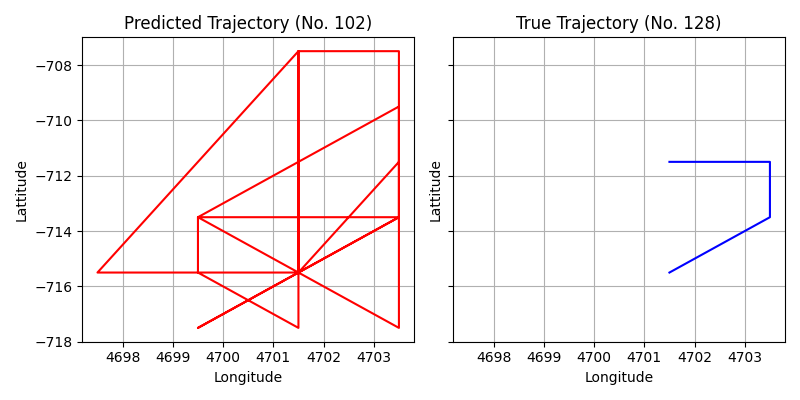 Predicted Trajectory (No. 102)
True Trajectory (No. 128)
−708
−710
−712
−714
−716
−718
Lattitude
Lattitude
4698 4699 4700 4701 4702 4703
4698 4699 4700 4701 4702 4703
Longitude
Longitude